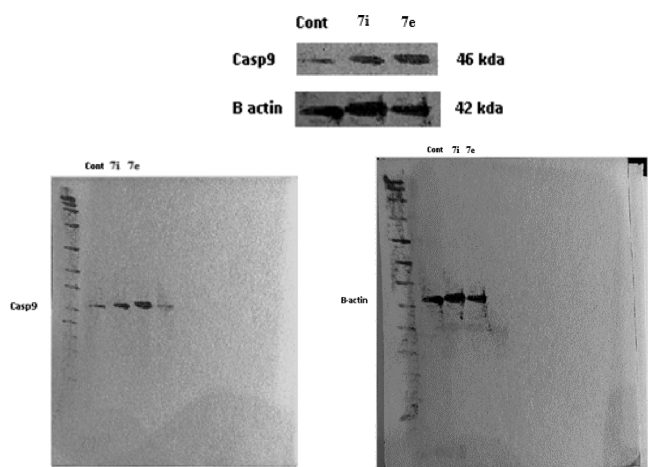 Cont 7i 7e
Casp9 46 kda
B actin 42 kda
Cont 7i 7e
Casp9
Cont 7i 7e
B-actin